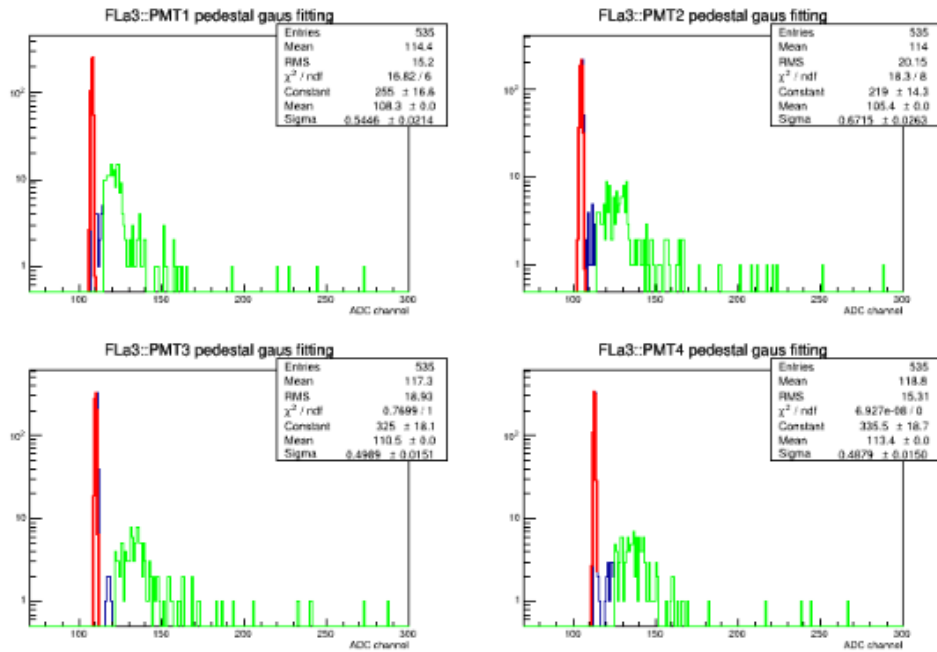 FLa3::PMT1 pedestal gaus fitting
Entries 535
Mean 114.4
RMS 15.2
χ² / ndf 16.82 / 6
Constant 255 ± 16.6
Mean 108.3 ± 0.0
Sigma 0.5446 ± 0.0214
10²
10
1
100 150 200 250 300
ADC channel
FLa3::PMT2 pedestal gaus fitting
Entries 535
Mean 114
RMS 20.15
χ² / ndf 18.3 / 8
Constant 219 ± 14.3
Mean 105.4 ± 0.0
Sigma 0.6715 ± 0.0263
10²
10
1
100 150 200 250 300
ADC channel
FLa3::PMT3 pedestal gaus fitting
Entries 535
Mean 117.3
RMS 18.93
χ² / ndf 0.7699 / 1
Constant 325 ± 18.1
Mean 110.5 ± 0.0
Sigma 0.4989 ± 0.0151
10²
10
1
100 150 200 250 300
ADC channel
FLa3::PMT4 pedestal gaus fitting
Entries 535
Mean 118.8
RMS 15.31
χ² / ndf 6.927e-08 / 0
Constant 335.5 ± 18.7
Mean 113.4 ± 0.0
Sigma 0.4879 ± 0.0150
10²
10
1
100 150 200 250 300
ADC channel